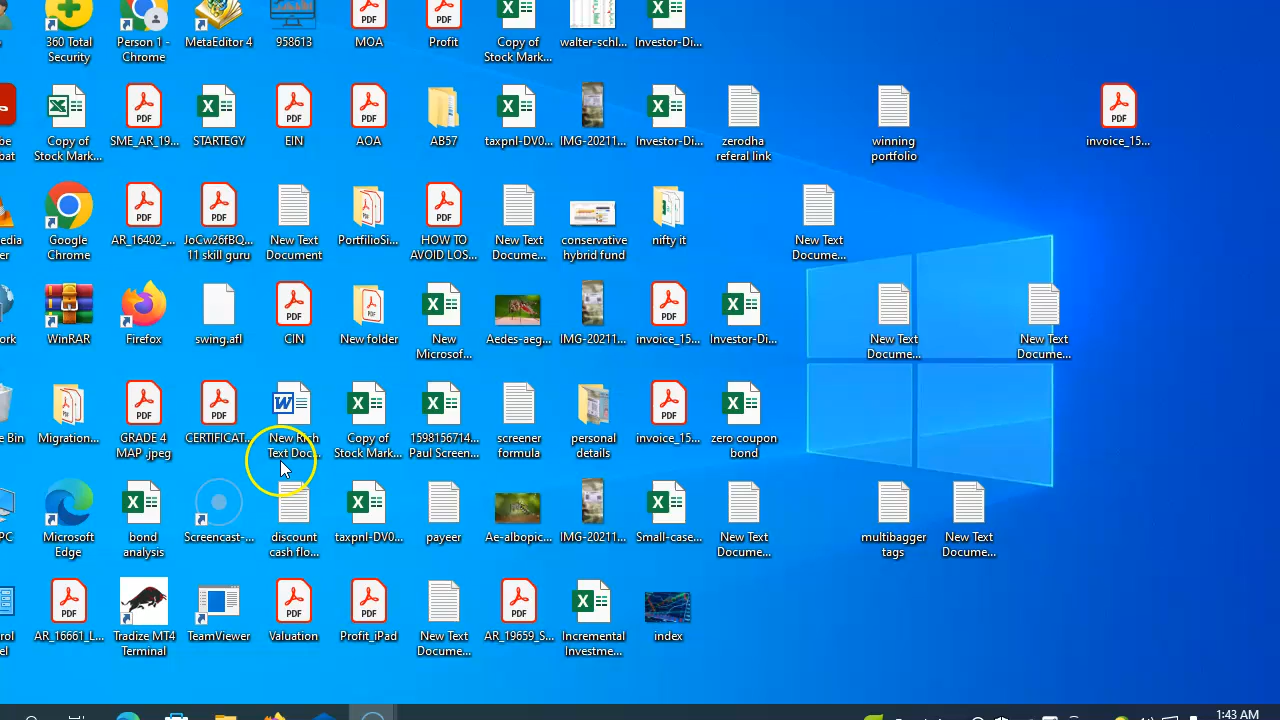 360 Total
Security
Person 1 -
Chrome
MetaEditor 4
958613
MOA
Profit
Copy of
Stock Mark...
walter-schl...
Investor-Di...
Copy of
Stock Mark...
SME_AR_19...
STARTEGY
EIN
AOA
AB57
taxpnl-DV0...
IMG-20211...
Investor-Di...
zerodha
referal link
winning
portfolio
invoice_15...
Google
Chrome
AR_16402_...
JoCw26fBQ...
11 skill guru
New Text
Document
PortfilioSi...
HOW TO
AVOID LOS...
New Text
Docume...
conservative
hybrid fund
nifty it
New Text
Docume...
WinRAR
Firefox
swing.afl
CIN
New folder
New
Microsof...
Aedes-aeg...
IMG-20211...
invoice_15...
Investor-Di...
New Text
Docume...
New Text
Docume...
e Bin
Migration...
GRADE 4
MAP .jpeg
CERTIFICAT...
New Rich
Text Doc...
Copy of
Stock Mark...
1598156714...
Paul Screen...
screener
formula
personal
details
invoice_15...
zero coupon
bond
PC
Microsoft
Edge
bond
analysis
Screencast-...
discount
cash flo...
taxpnl-DV0...
payeer
Ae-albopic...
IMG-20211...
Small-case...
New Text
Docume...
multibagger
tags
New Text
Docume...
AR_16661_L...
Tradize MT4
Terminal
TeamViewer
Valuation
Profit_iPad
New Text
Docume...
AR_19659_S...
Incremental
Investme...
index
1:43 AM